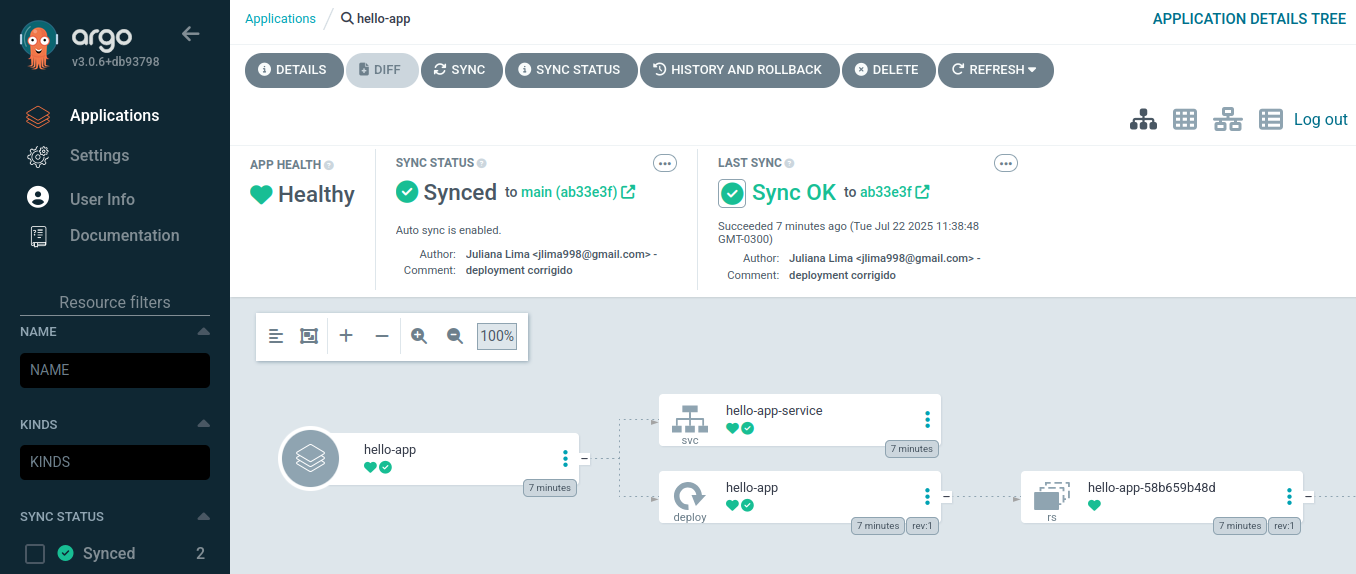 argo
v3.0.6+db93798
Applications
Settings
User Info
Documentation
Resource filters
NAME
NAME
KINDS
KINDS
SYNC STATUS
Synced 2
Applications / hello-app
APPLICATION DETAILS TREE
DETAILS DIFF SYNC SYNC STATUS HISTORY AND ROLLBACK DELETE REFRESH
Log out
APP HEALTH
Healthy
SYNC STATUS
Synced to main (ab33e3f)
Auto sync is enabled.
Author: Juliana Lima <jlima998@gmail.com> -
Comment: deployment corrigido
LAST SYNC
Sync OK to ab33e3f
Succeeded 7 minutes ago (Tue Jul 22 2025 11:38:48
GMT-0300)
Author: Juliana Lima <jlima998@gmail.com> -
Comment: deployment corrigido
100%
hello-app
7 minutes
hello-app-service
svc
7 minutes
hello-app
deploy
7 minutes rev:1
hello-app-58b659b48d
rs
7 minutes rev:1